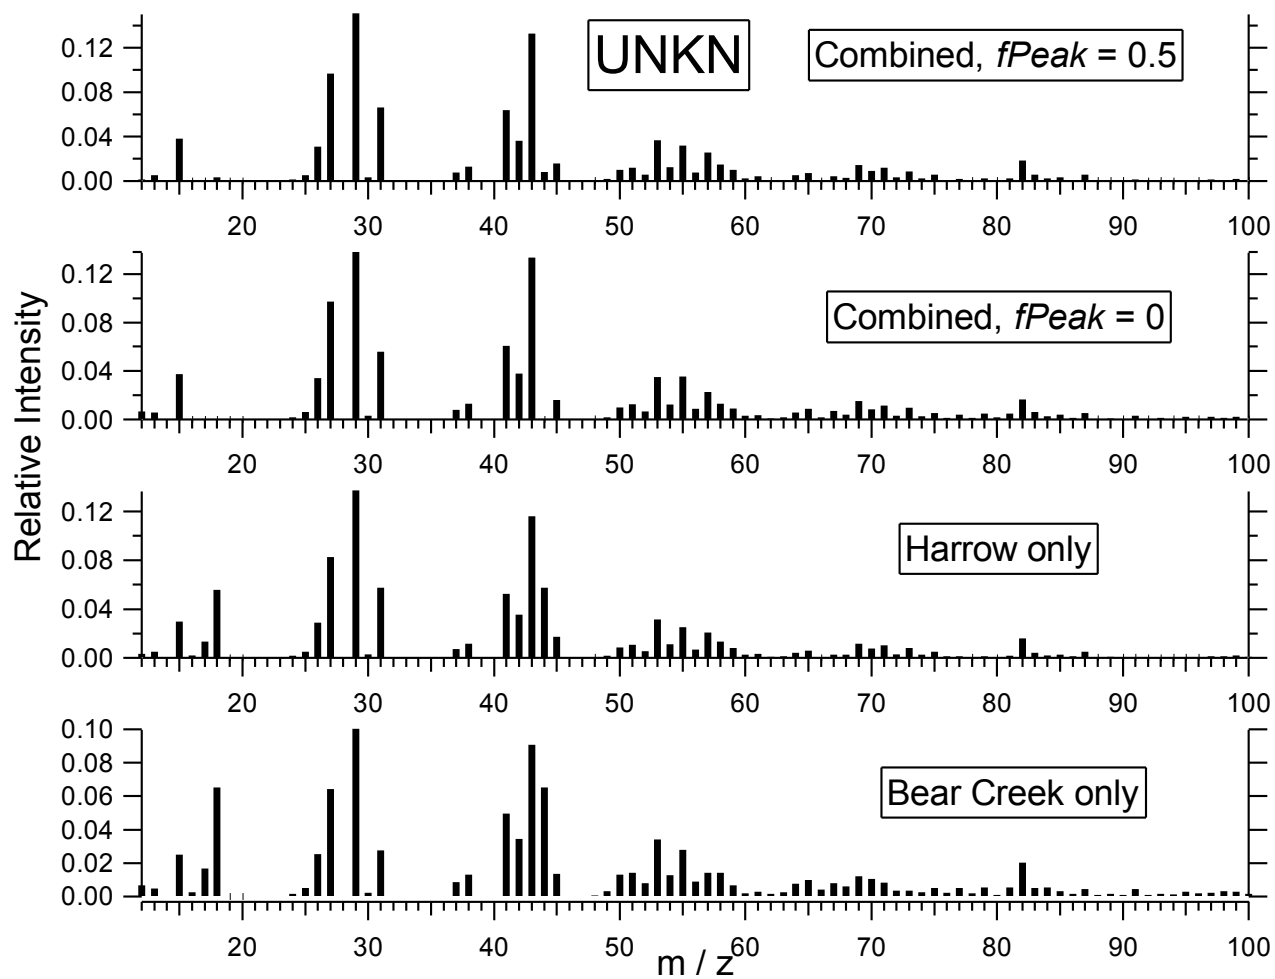 UNKN
Combined, fPeak = 0.5
0.12
0.08
0.04
0.00
20 30 40 50 60 70 80 90 100
Combined, fPeak = 0
0.12
0.08
0.04
0.00
20 30 40 50 60 70 80 90 100
Relative Intensity
Harrow only
0.12
0.08
0.04
0.00
20 30 40 50 60 70 80 90 100
Bear Creek only
0.10
0.08
0.06
0.04
0.02
0.00
20 30 40 50 60 70 80 90 100
m / z